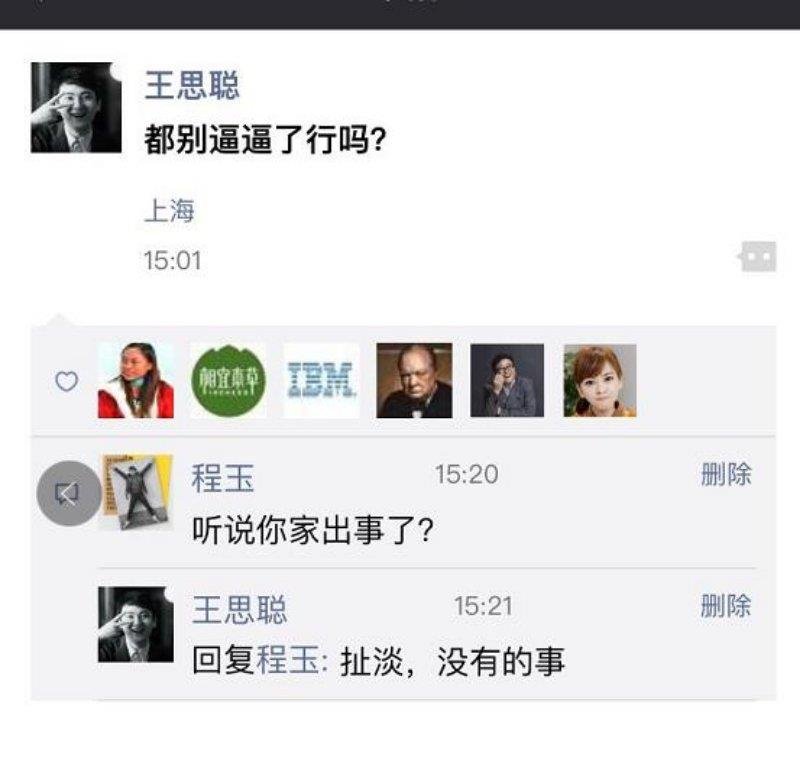 王思聪
都别逼逼了行吗?
上海
15:01
相宜本草
IBM
程玉 15:20 删除
听说你家出事了?
王思聪 15:21 删除
回复程玉: 扯淡，没有的事